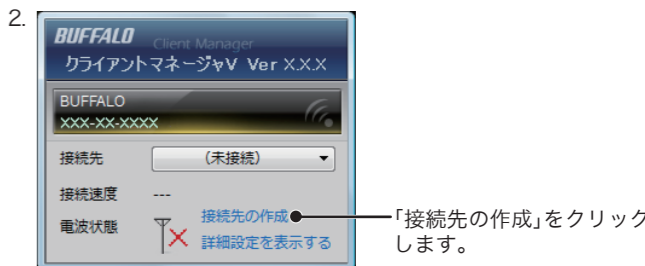 2.
BUFFALO Client Manager
クライアントマネージャV Ver X.X.X
BUFFALO
XXX-XX-XXXX
接続先 (未接続)
接続速度 ---
電波状態
接続先の作成
詳細設定を表示する
「接続先の作成」をクリック
します。